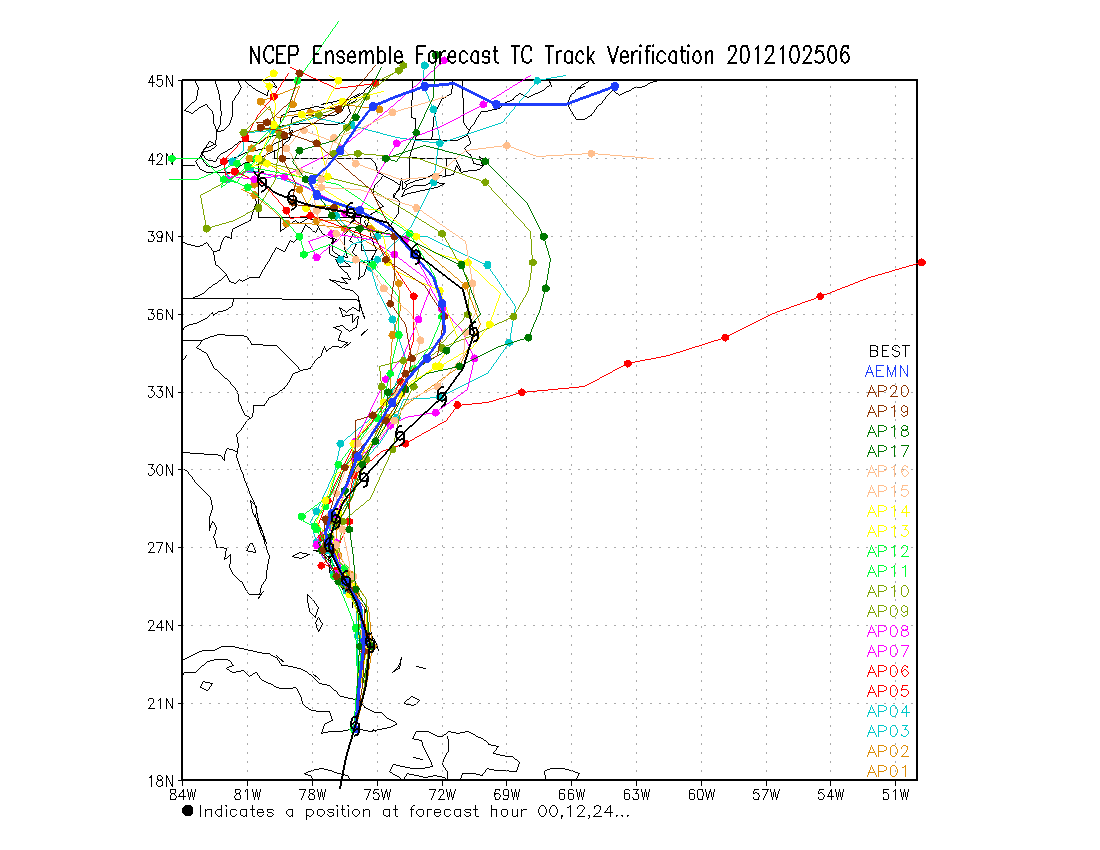 NCEP Ensemble Forecast TC Track Verification 2012102506
45N
42N
39N
36N
33N
30N
27N
24N
21N
18N
BEST
AEMN
AP20
AP19
AP18
AP17
AP16
AP15
AP14
AP13
AP12
AP11
AP10
AP09
AP08
AP07
AP06
AP05
AP04
AP03
AP02
AP01
84W 81W 78W 75W 72W 69W 66W 63W 60W 57W 54W 51W
Indicates a position at forecast hour 00,12,24...